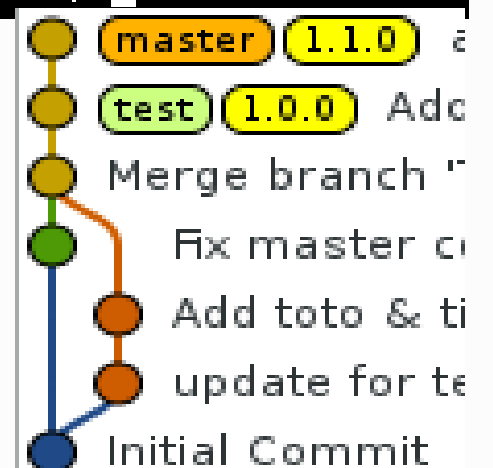 master 1.1.0
test 1.0.0
Merge branch
Fix master
Add toto &
update for
Initial Commit